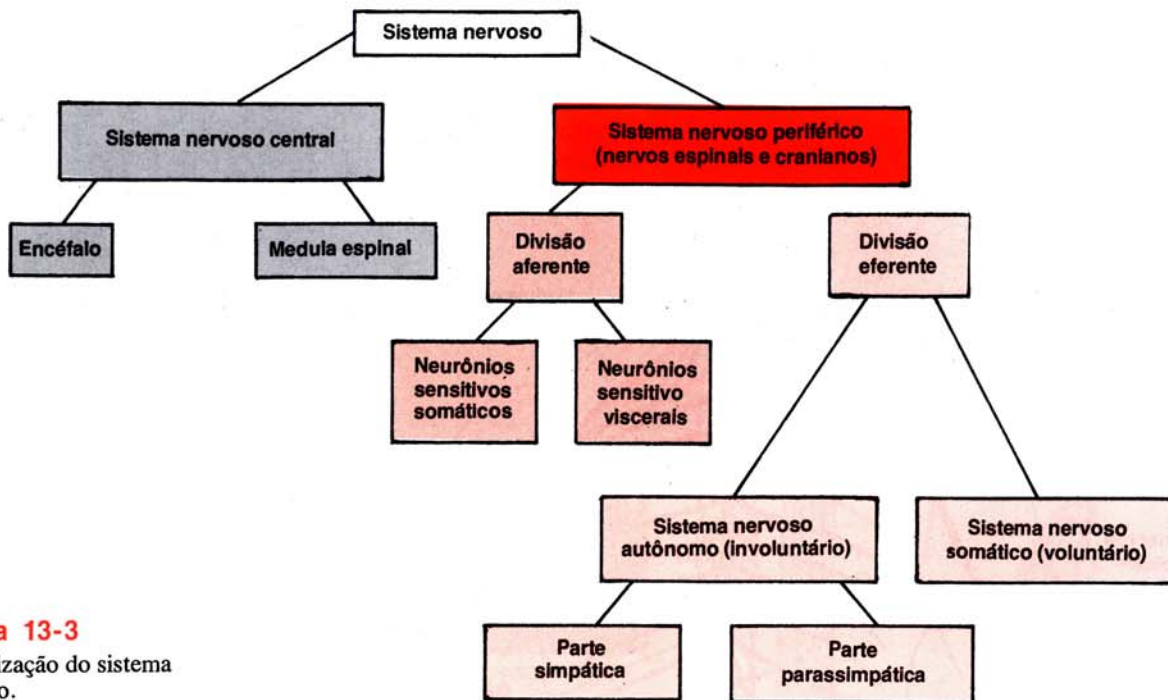 Sistema nervoso
Sistema nervoso central
Sistema nervoso periférico
(nervos espinais e cranianos)
Encéfalo
Medula espinal
Divisão
aferente
Divisão
eferente
Neurônios
sensitivos
somáticos
Neurônios
sensitivo
viscerais
Sistema nervoso
autônomo (involuntário)
Sistema nervoso
somático (voluntário)
Parte
simpática
Parte
parassimpática
a 13-3
ização do sistema
o.